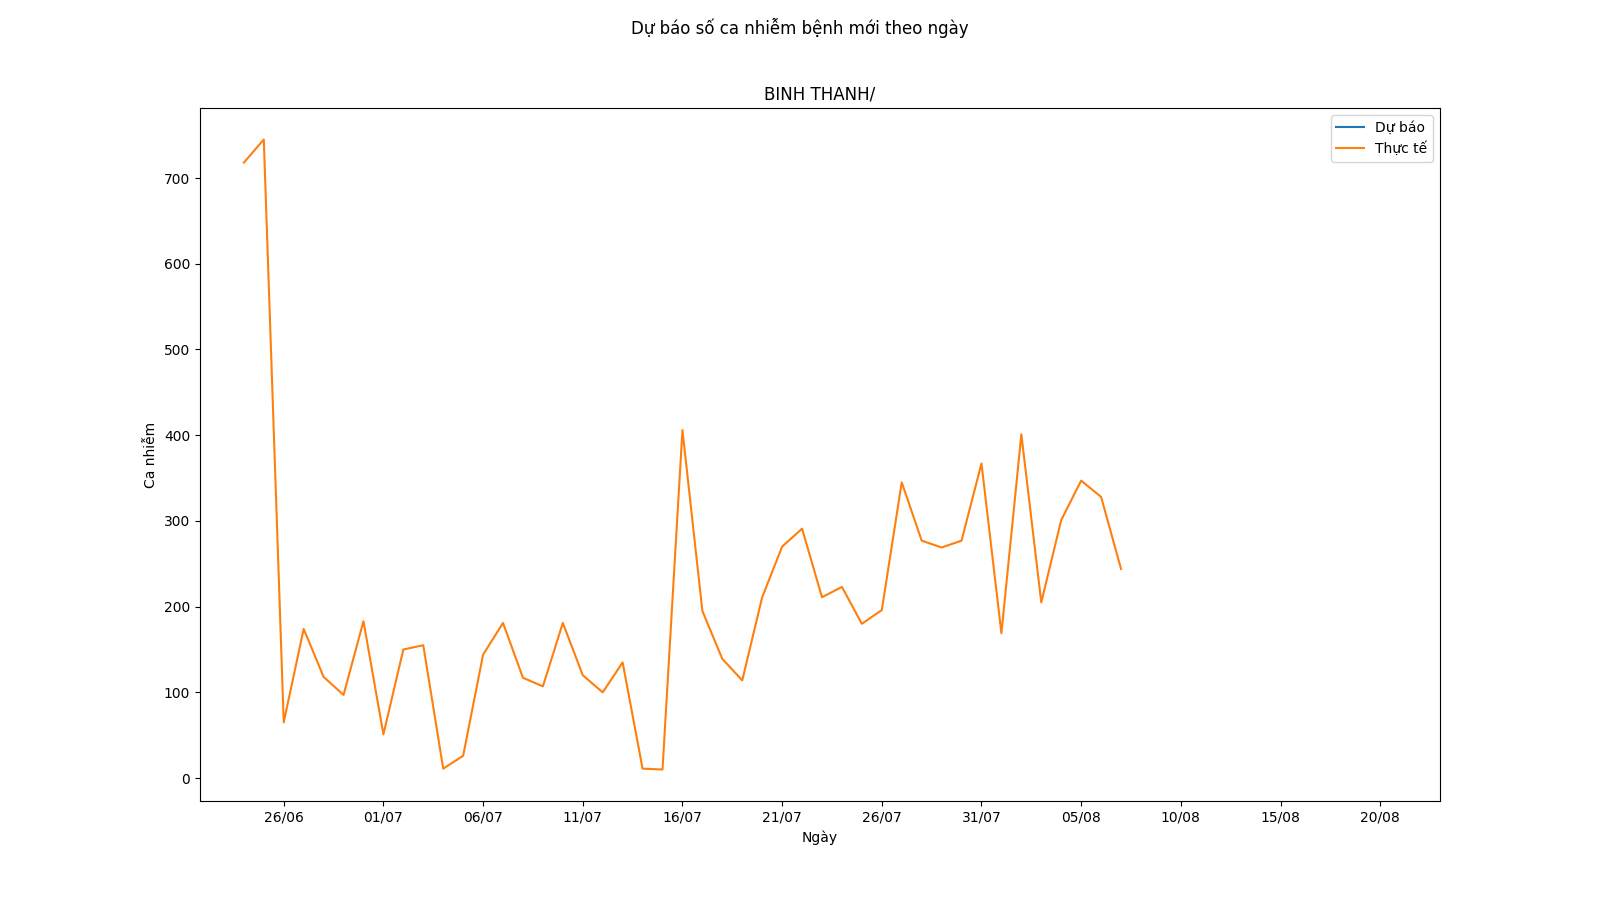 Dự báo số ca nhiễm bệnh mới theo ngày
BINH THANH/
Dự báo
Thực tế
700
600
500
400
300
200
100
0
Ca nhiễm
26/06 01/07 06/07 11/07 16/07 21/07 26/07 31/07 05/08 10/08 15/08 20/08
Ngày